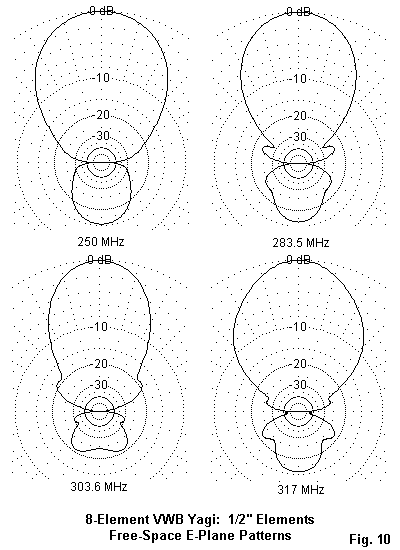 0 dB
-10
-20
-30
250 MHz
0 dB
-10
-20
-30
283.5 MHz
0 dB
-10
-20
-30
303.6 MHz
0 dB
-10
-20
-30
317 MHz
8-Element VWB Yagi: 1/2" Elements
Free-Space E-Plane Patterns
Fig. 10